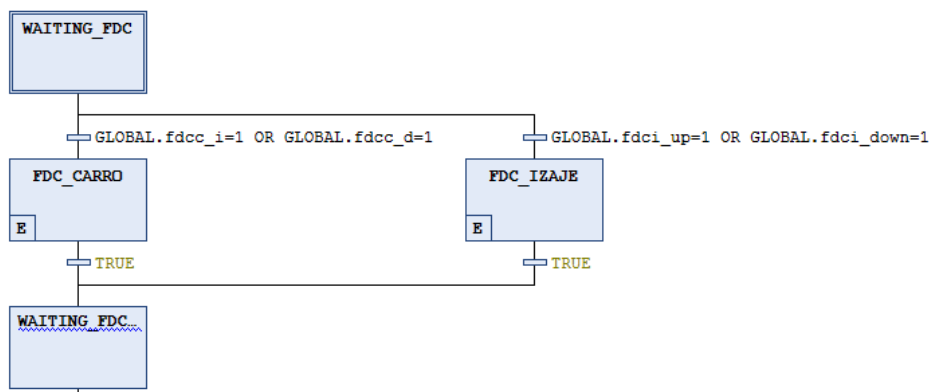 WAITING_FDC
GLOBAL.fdcc_i=1 OR GLOBAL.fdcc_d=1
GLOBAL.fdci_up=1 OR GLOBAL.fdci_down=1
FDC_CARRO
FDC_IZAJE
E
E
TRUE
TRUE
WAITING_FDC...